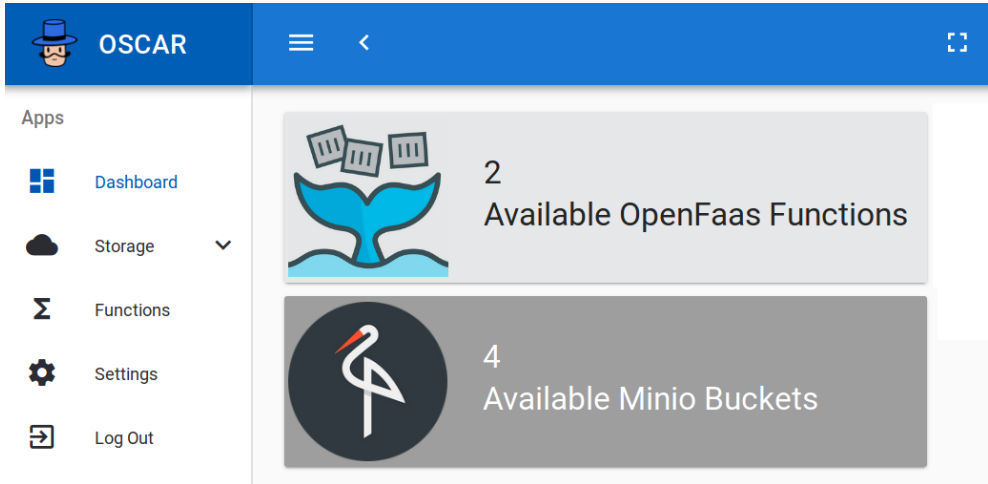 OSCAR
Apps
Dashboard
Storage
Functions
Settings
Log Out
2
Available OpenFaas Functions
4
Available Minio Buckets